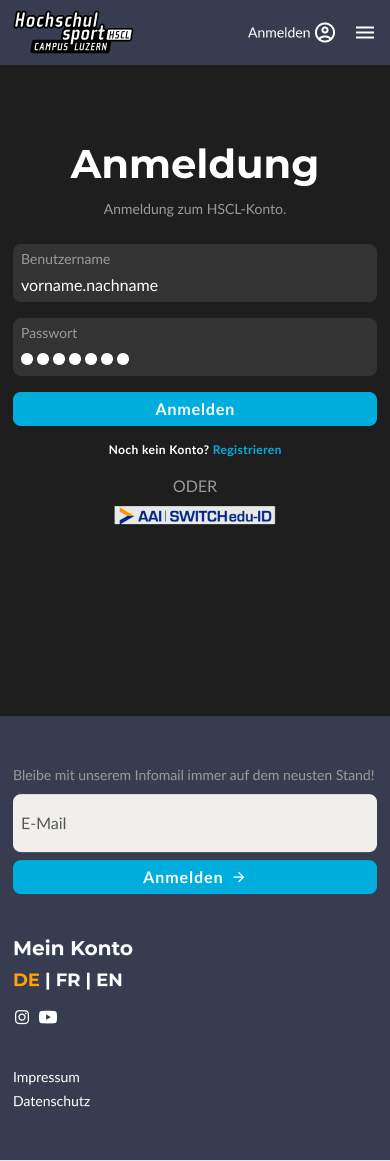 Hochschul
sport HSCL
CAMPUS LUZERN
Anmelden
Anmeldung
Anmeldung zum HSCL-Konto.
Benutzername
vorname.nachname
Passwort
●●●●●●●
Anmelden
Noch kein Konto? Registrieren
ODER
AAI | SWITCHedu-ID
Bleibe mit unserem Infomail immer auf dem neusten Stand!
E-Mail
Anmelden →
Mein Konto
DE | FR | EN
Impressum
Datenschutz